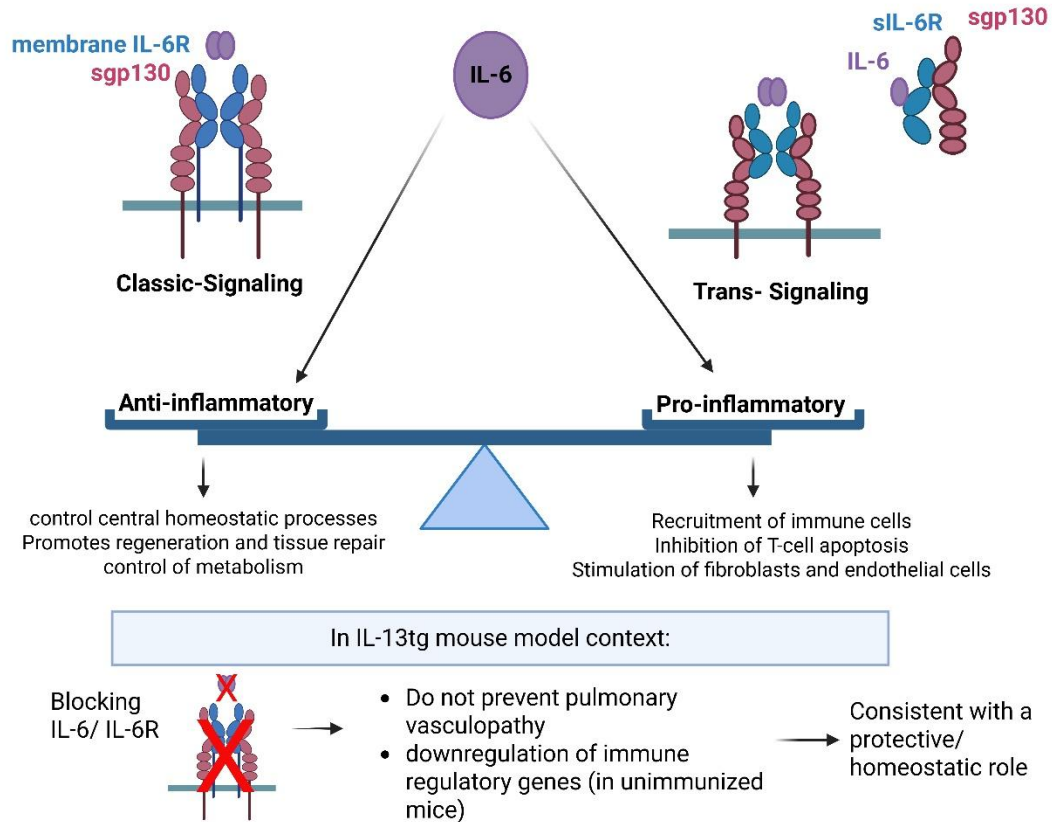 membrane IL-6R
sgp130
IL-6
sIL-6R
sgp130
IL-6
Classic-Signaling
Trans- Signaling
Anti-inflammatory
Pro-inflammatory
control central homeostatic processes
Promotes regeneration and tissue repair
control of metabolism
Recruitment of immune cells
Inhibition of T-cell apoptosis
Stimulation of fibroblasts and endothelial cells
In IL-13tg mouse model context:
Blocking
IL-6/ IL-6R
• Do not prevent pulmonary
vasculopathy
• downregulation of immune
regulatory genes (in unimmunized
mice)
Consistent with a
protective/
homeostatic role